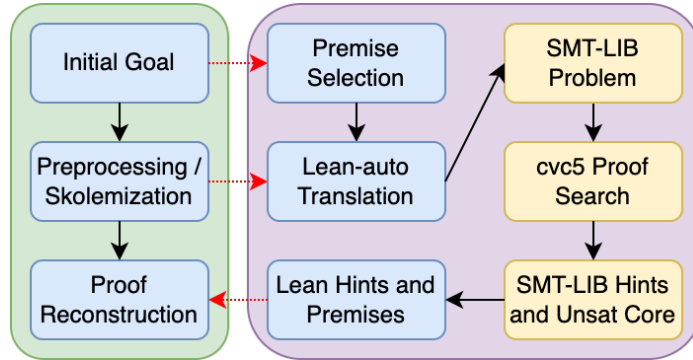 Initial Goal
Premise
Selection
SMT-LIB
Problem
Preprocessing /
Skolemization
Lean-auto
Translation
cvc5 Proof
Search
Proof
Reconstruction
Lean Hints and
Premises
SMT-LIB Hints
and Unsat Core